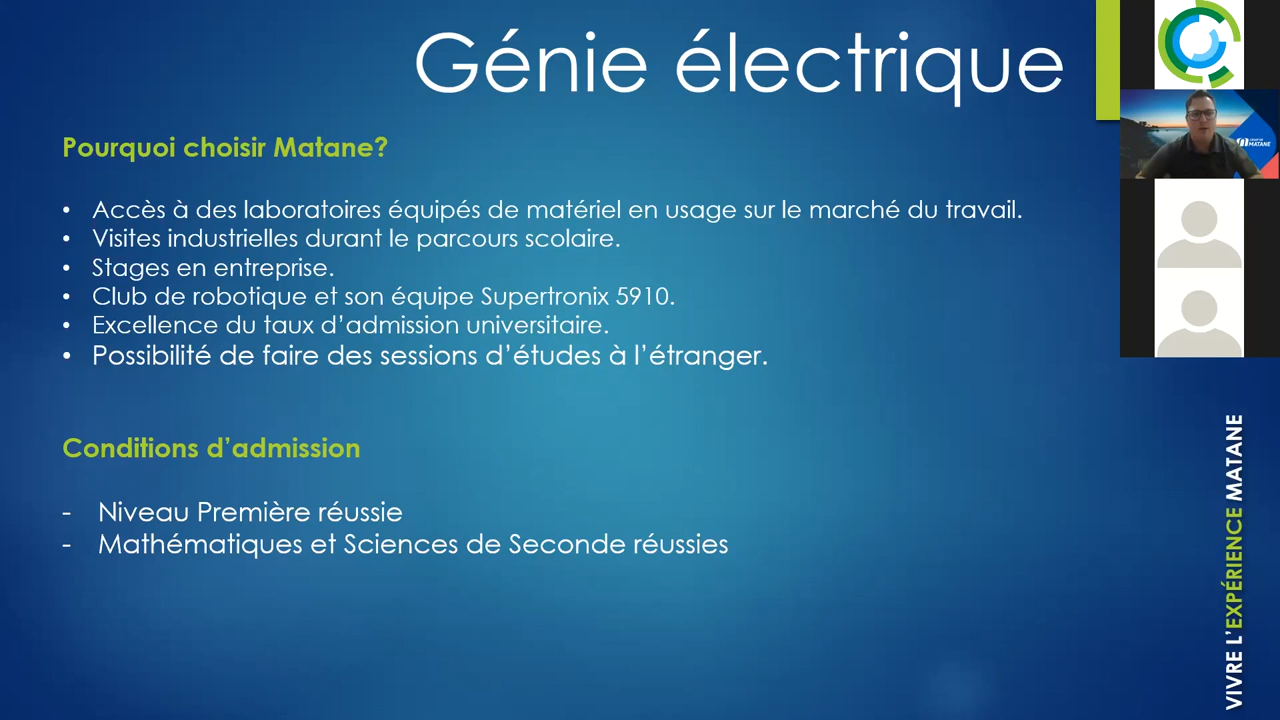 Génie électrique
Pourquoi choisir Matane?
• Accès à des laboratoires équipés de matériel en usage sur le marché du travail.
• Visites industrielles durant le parcours scolaire.
• Stages en entreprise.
• Club de robotique et son équipe Supertronix 5910.
• Excellence du taux d’admission universitaire.
• Possibilité de faire des sessions d’études à l’étranger.
Conditions d’admission
- Niveau Première réussie
- Mathématiques et Sciences de Seconde réussies
MATANE
VIVRE L’EXPÉRIENCE MATANE